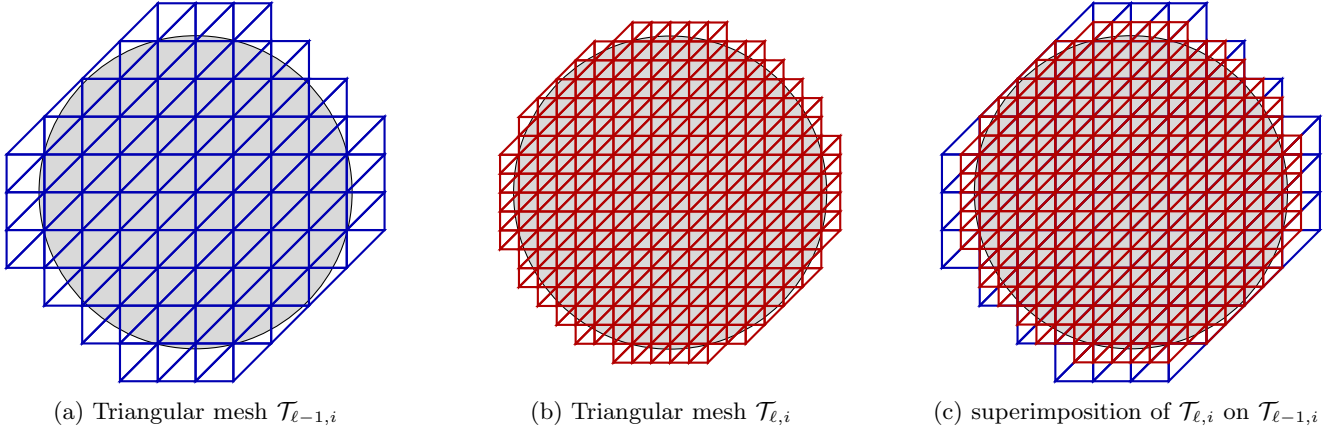 (a) Triangular mesh $\mathcal{T}_{\ell-1,i}$
(b) Triangular mesh $\mathcal{T}_{\ell,i}$
(c) superimposition of $\mathcal{T}_{\ell,i}$ on $\mathcal{T}_{\ell-1,i}$